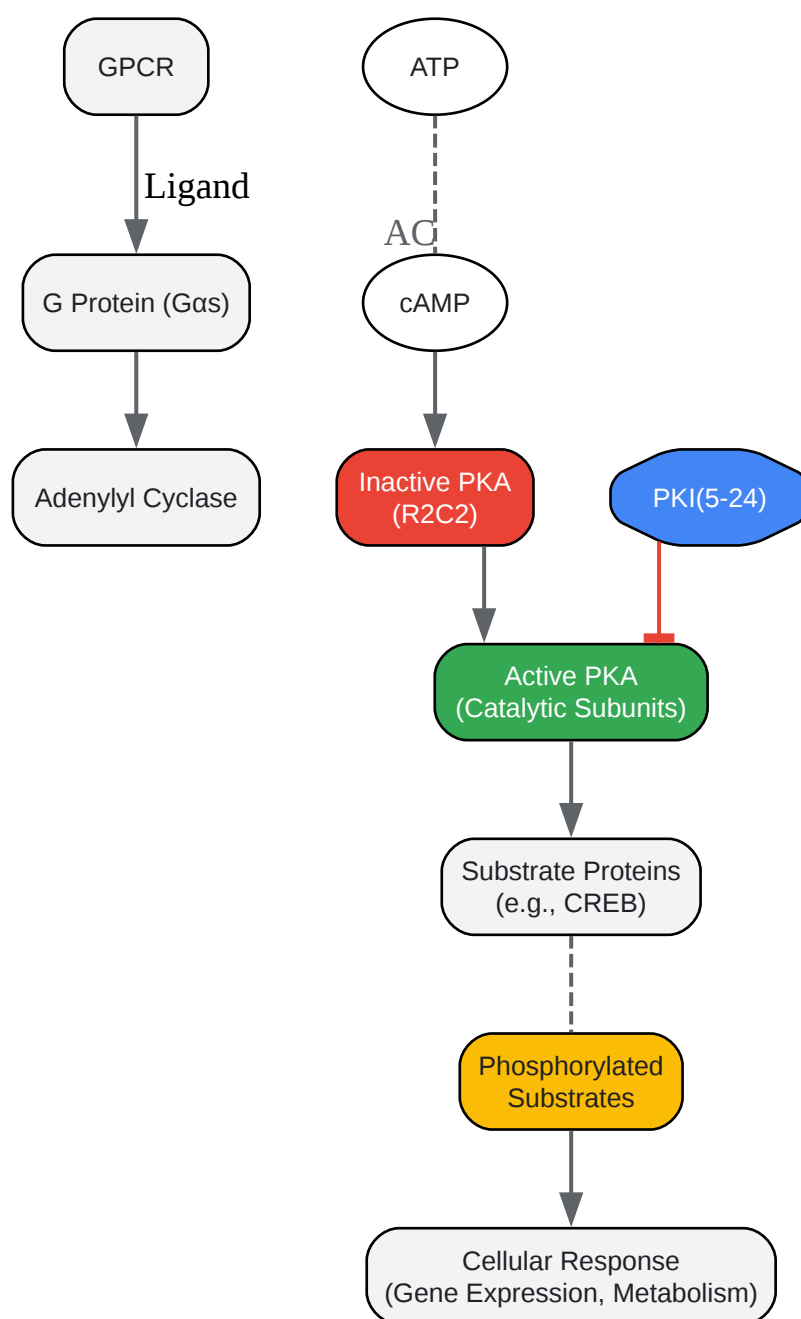 GPCR
ATP
Ligand
AC
G Protein (Gαs)
cAMP
Adenylyl Cyclase
Inactive PKA
(R2C2)
PKI(5-24)
Active PKA
(Catalytic Subunits)
Substrate Proteins
(e.g., CREB)
Phosphorylated
Substrates
Cellular Response
(Gene Expression, Metabolism)